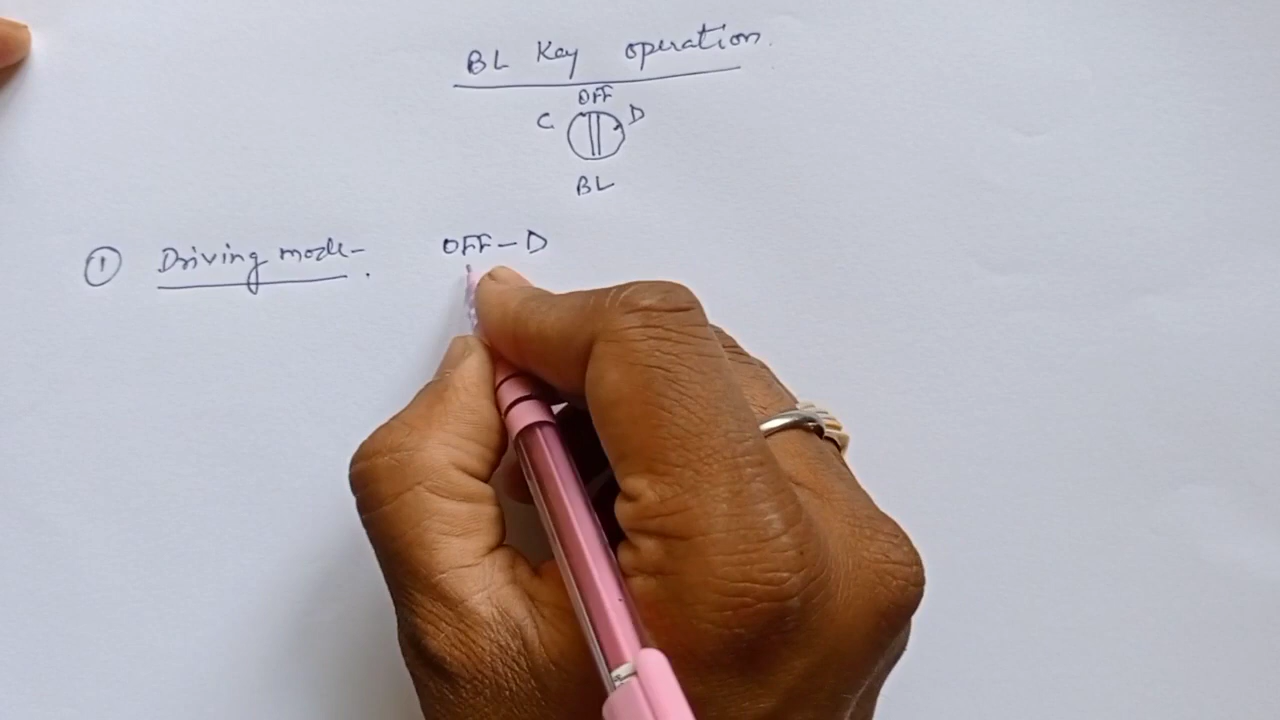 BL Key operation.
OFF
C D
BL
① Driving mode- . OFF-D